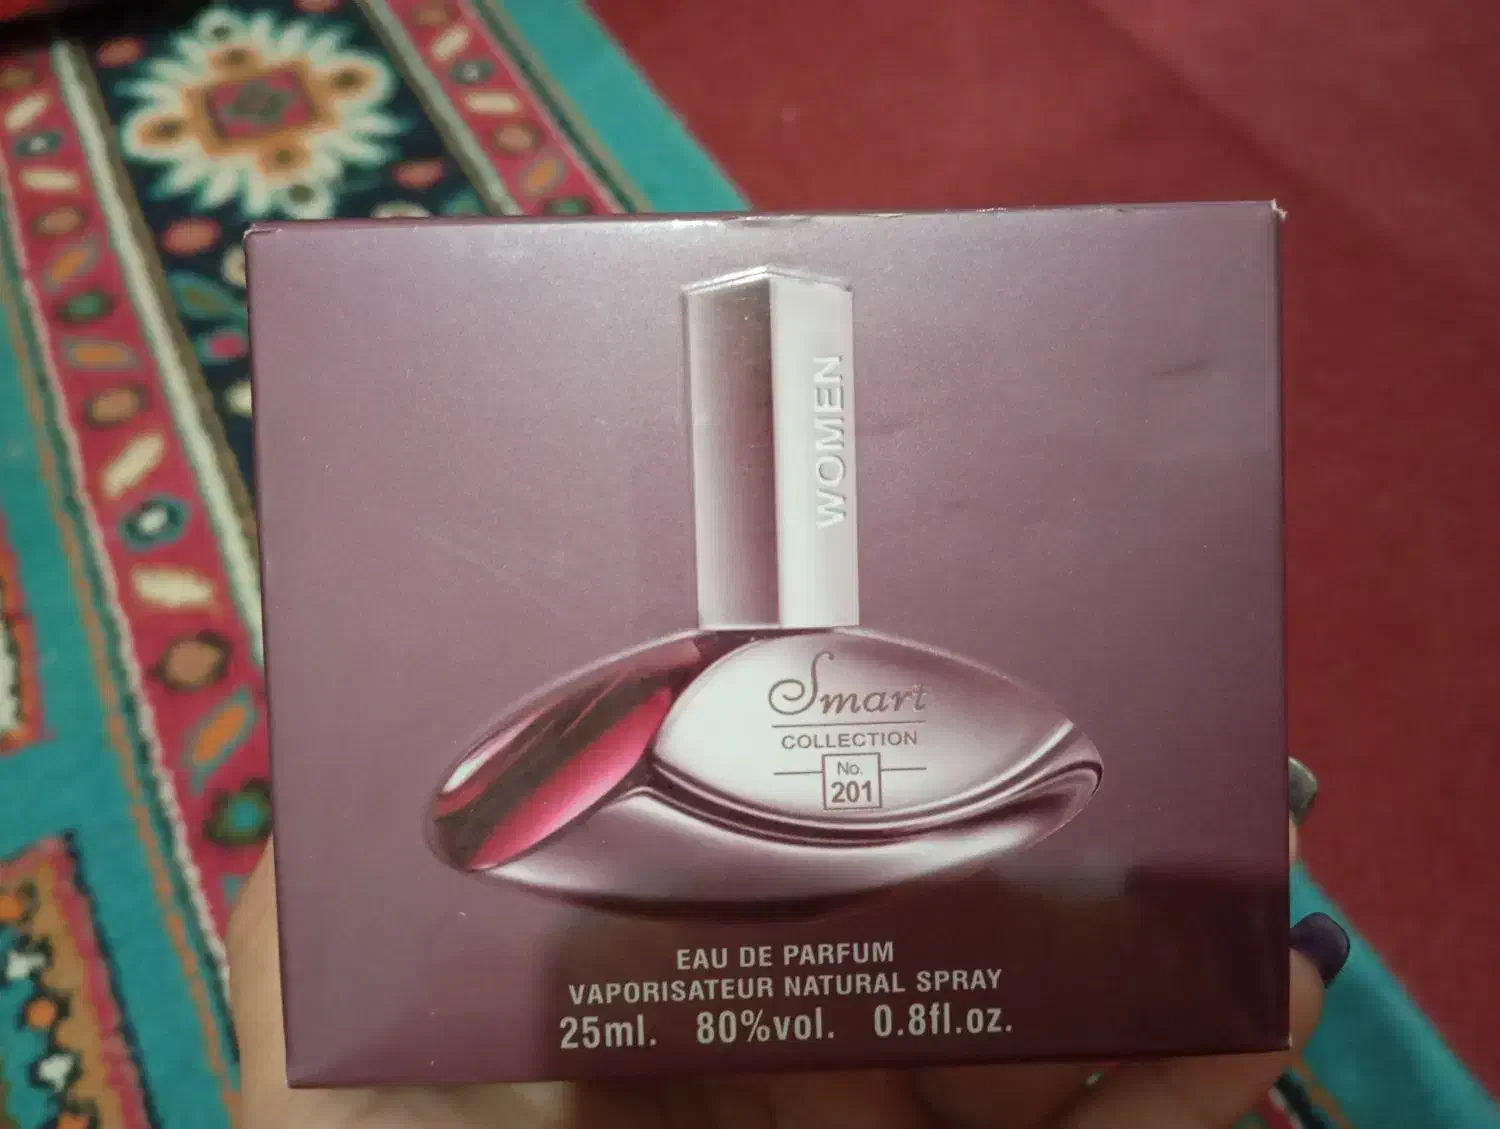 WOMEN
Smart
COLLECTION
No.
201
EAU DE PARFUM
VAPORISATEUR NATURAL SPRAY
25ml. 80%vol. 0.8fl.oz.